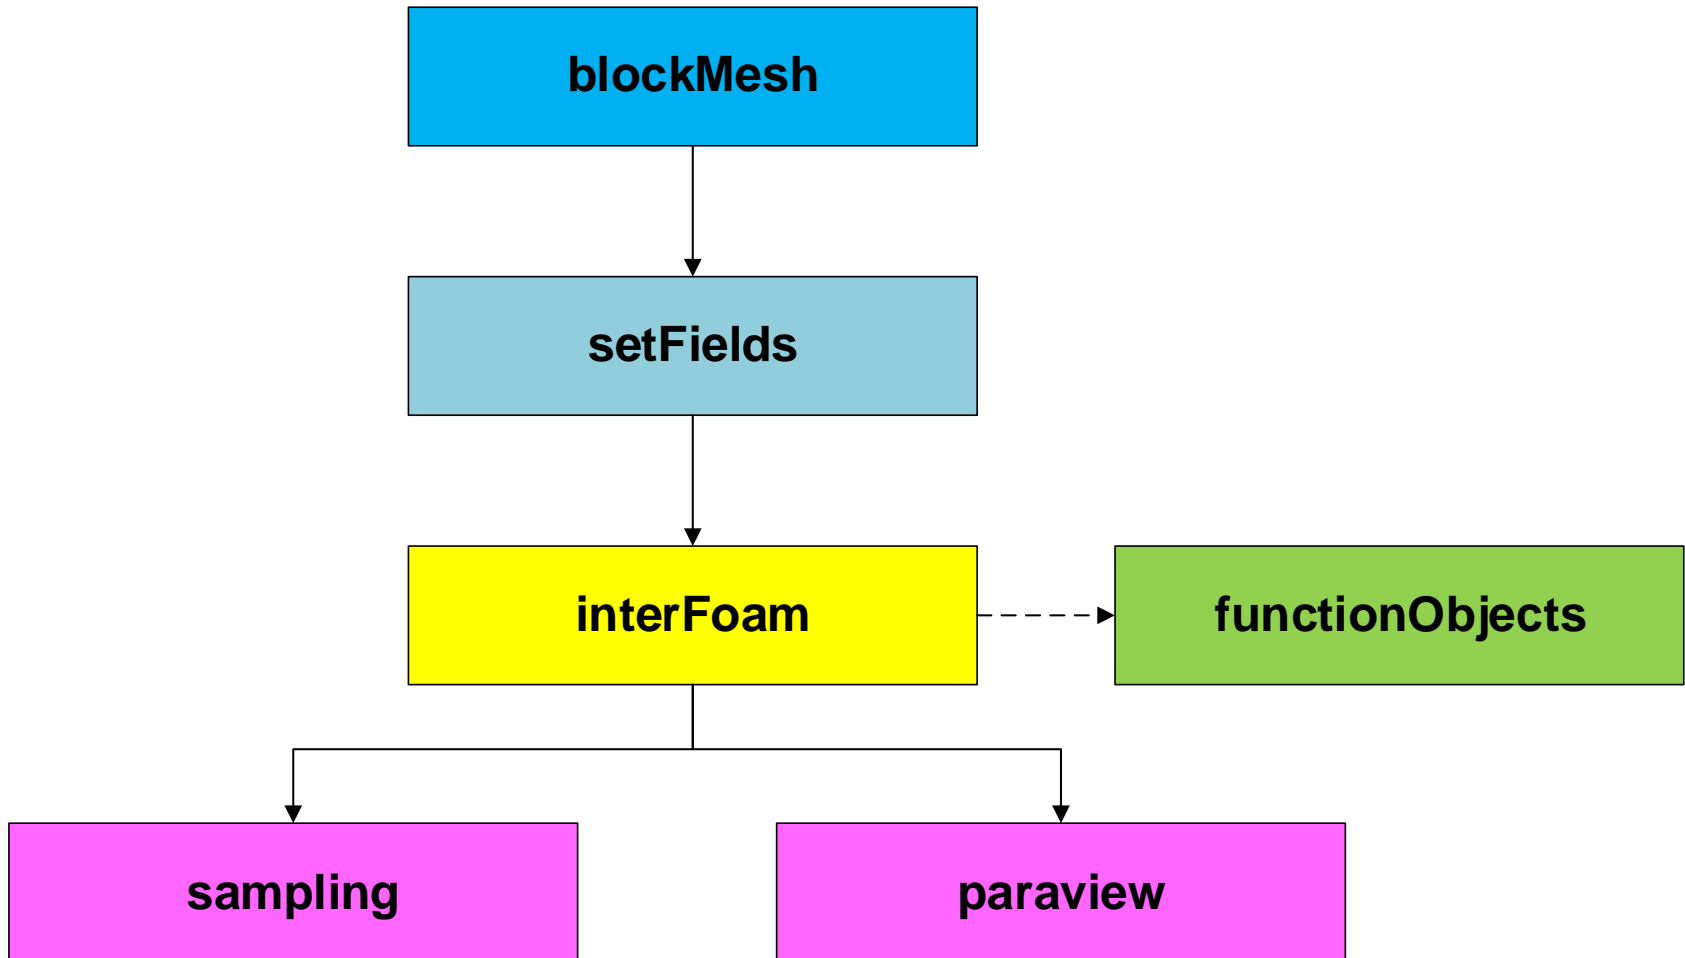 blockMesh
setFields
interFoam
functionObjects
sampling
paraview